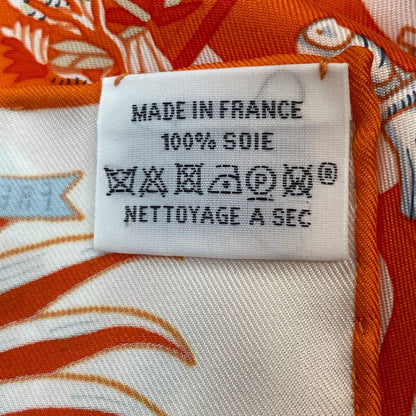 MADE IN FRANCE
100% SOIE
P ®
NETTOYAGE A SEC